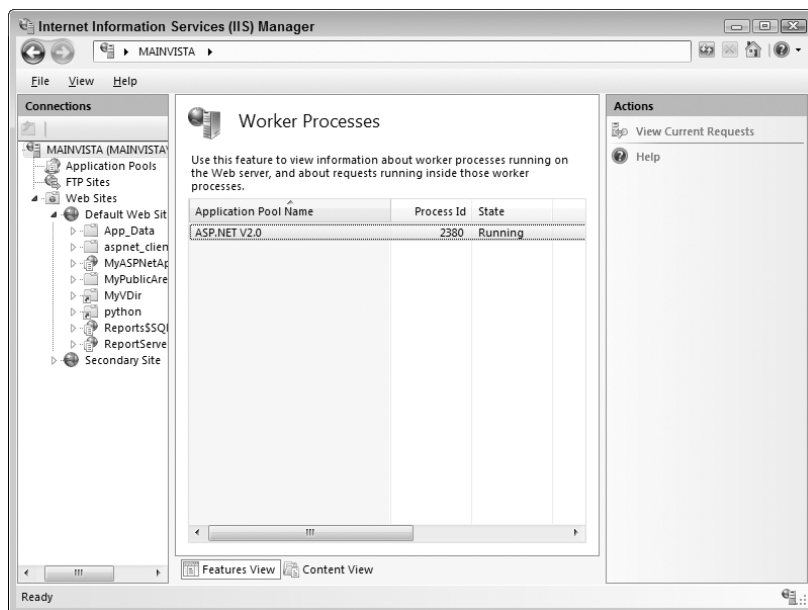 Internet Information Services (IIS) Manager
MAINVISTA
File View Help
Connections
MAINVISTA (MAINVISTA\
Application Pools
FTP Sites
Web Sites
Default Web Sit
App_Data
aspnet_clien
MyASPNetAp
MyPublicAre
MyVDir
python
Reports$SQ
ReportServe
Secondary Site
Worker Processes
Use this feature to view information about worker processes running on
the Web server, and about requests running inside those worker
processes.
Application Pool Name Process Id State
ASP.NET V2.0 2380 Running
Features View Content View
Actions
View Current Requests
Help
Ready